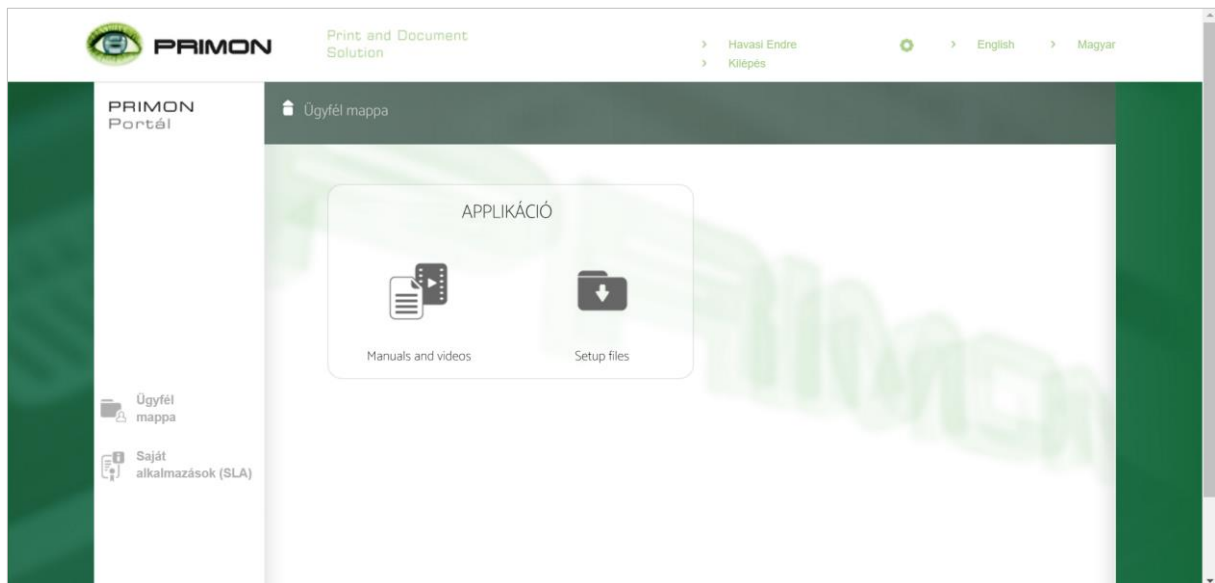 PRIMON
Print and Document
Solution
> Havasi Endre
> Kilépés
> English
> Magyar
PRIMON
Portál
Ügyfél mappa
APPLIKÁCIÓ
Manuals and videos
Setup files
Ügyfél
mappa
Saját
alkalmazások (SLA)
PRIMON